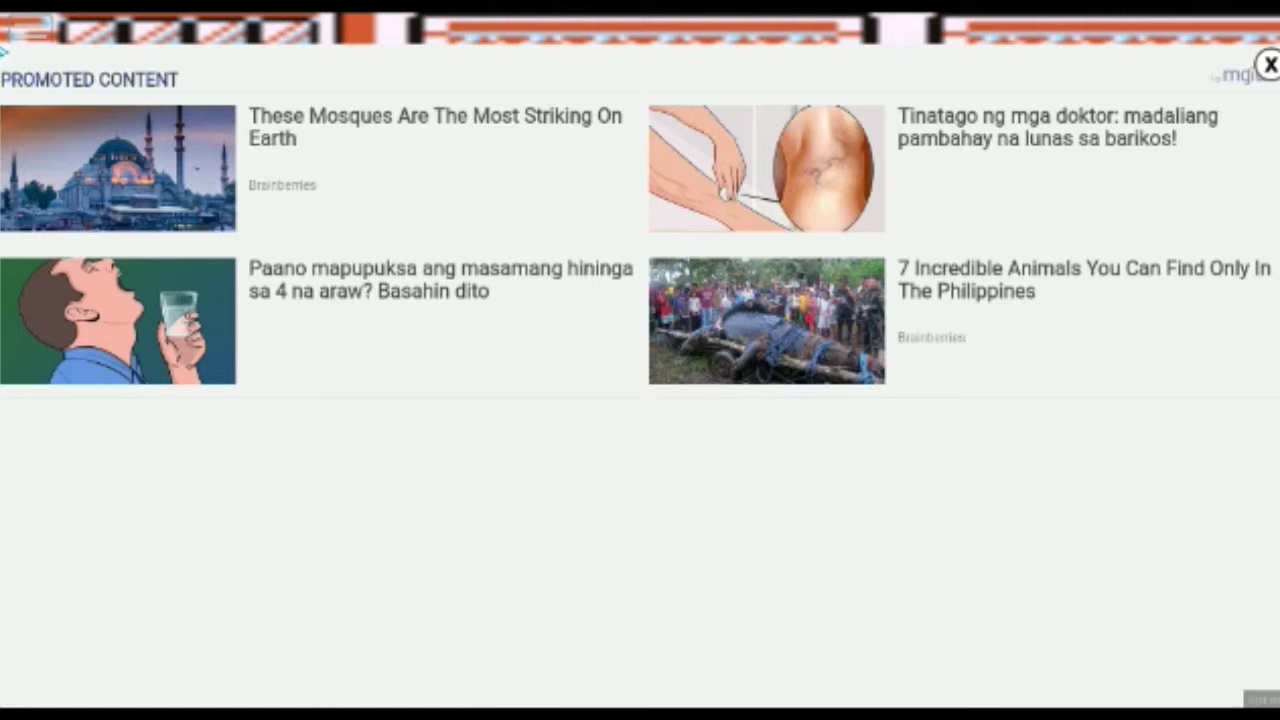 PROMOTED CONTENT
X
These Mosques Are The Most Striking On
Earth
Brainberries
Tinatago ng mga doktor: madaliang
pambahay na lunas sa barikos!
Paano mapupuksa ang masamang hininga
sa 4 na araw? Basahin dito
7 Incredible Animals You Can Find Only In
The Philippines
Brainberries